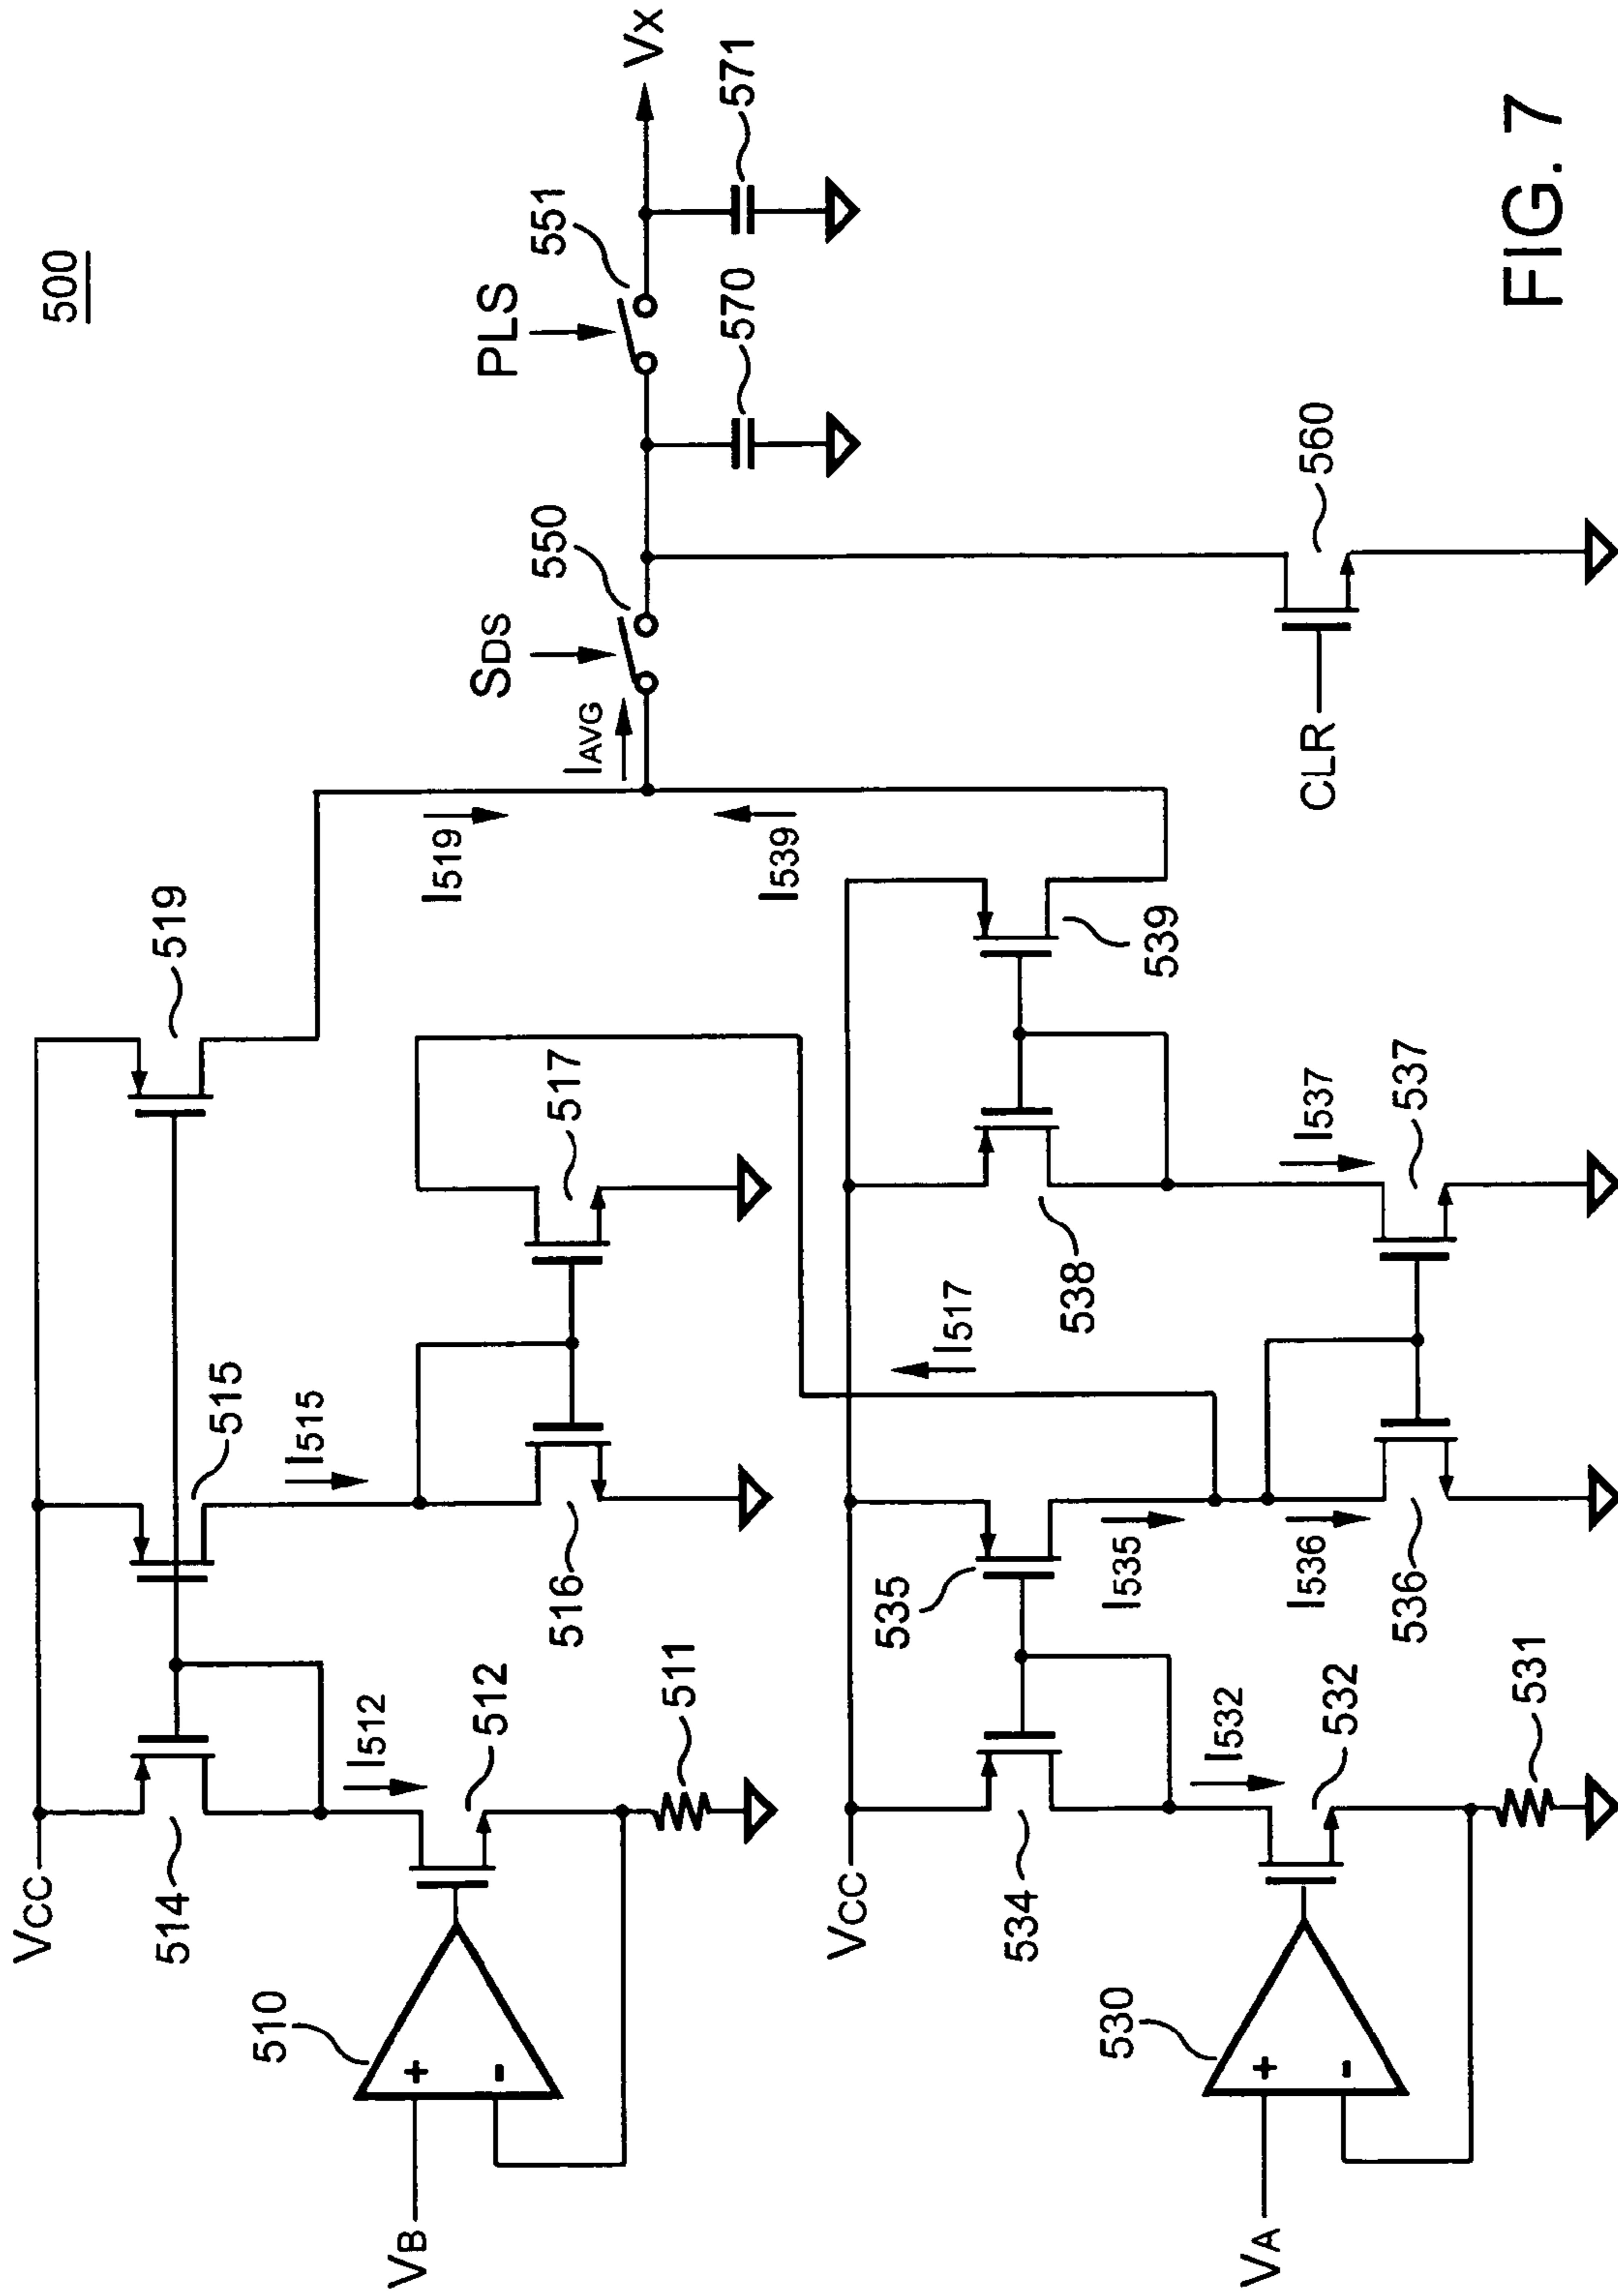 500
VCC
514
515
519
I512
I515
I519
510
+
-
VB
512
516
517
511
SDS
PLS
IAVG
550
551
VX
570
571
I539
I517
VCC
534
535
538
539
I532
I535
I536
I537
530
+
-
VA
532
536
537
531
CLR
560
FIG. 7